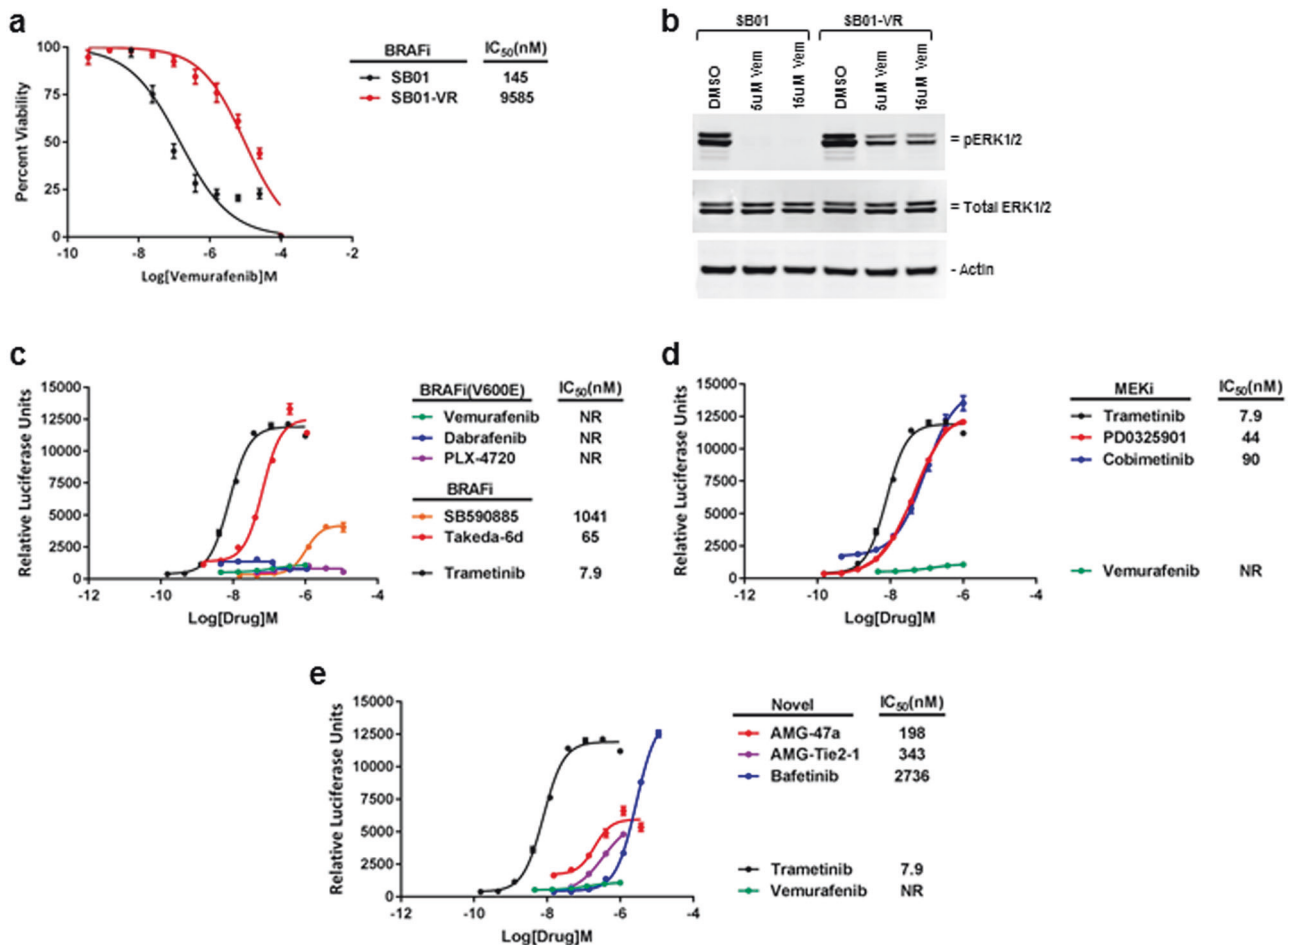 a
BRAFi IC50(nM)
SB01 145
SB01-VR 9585
100
75
50
25
0
Percent Viability
-10 -8 -6 -4 -2
Log[Vemurafenib]M
b
SB01 SB01-VR
DMSO 5uM Vem 15uM Vem DMSO 5uM Vem 15uM Vem
= pERK1/2
= Total ERK1/2
- Actin
c
15000
12500
10000
7500
5000
2500
0
Relative Luciferase Units
-12 -10 -8 -6 -4
Log[Drug]M
BRAFi(V600E) IC50(nM)
Vemurafenib NR
Dabrafenib NR
PLX-4720 NR
BRAFi
SB590885 1041
Takeda-6d 65
Trametinib 7.9
d
15000
12500
10000
7500
5000
2500
0
Relative Luciferase Units
-12 -10 -8 -6 -4
Log[Drug]M
MEKi IC50(nM)
Trametinib 7.9
PD0325901 44
Cobimetinib 90
Vemurafenib NR
e
15000
12500
10000
7500
5000
2500
0
Relative Luciferase Units
-12 -10 -8 -6 -4
Log[Drug]M
Novel IC50(nM)
AMG-47a 198
AMG-Tie2-1 343
Bafetinib 2736
Trametinib 7.9
Vemurafenib NR